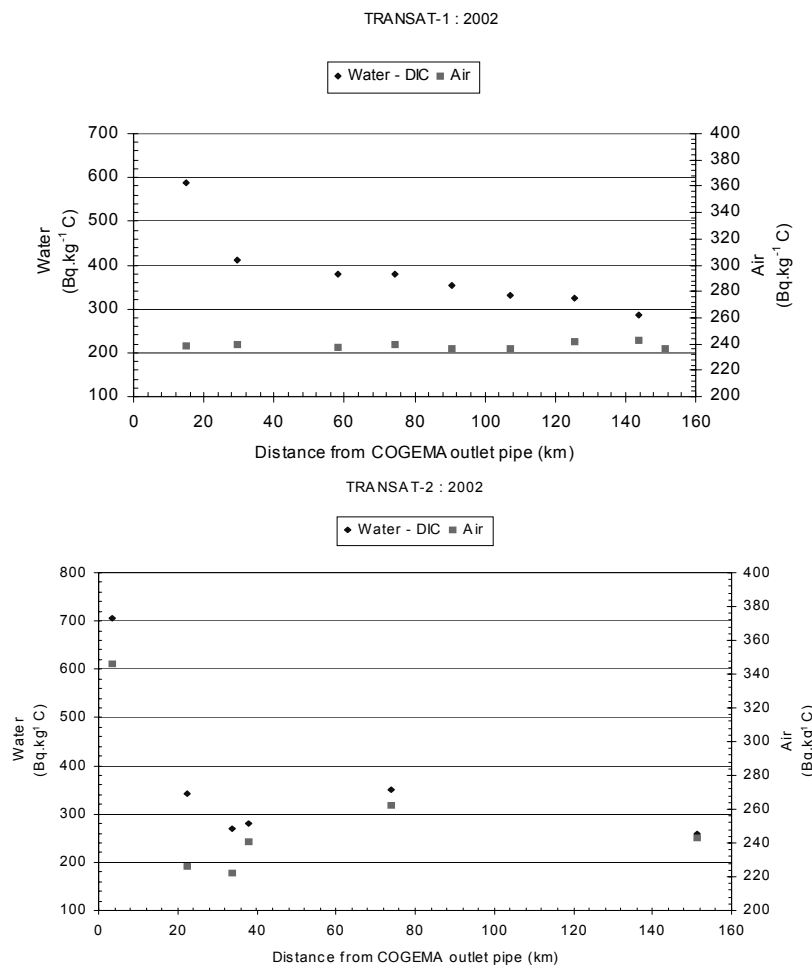 TRANSAT-1 : 2002
Water - DIC Air
700
600
500
400
300
200
100
400
380
360
340
320
300
280
260
240
220
200
Water
(Bq.kg⁻¹ C)
Air
(Bq.kg⁻¹ C)
0 20 40 60 80 100 120 140 160
Distance from COGEMA outlet pipe (km)
TRANSAT-2 : 2002
Water - DIC Air
800
700
600
500
400
300
200
100
400
380
360
340
320
300
280
260
240
220
200
Water
(Bq.kg¹ C)
Air
(Bq.kg¹ C)
0 20 40 60 80 100 120 140 160
Distance from COGEMA outlet pipe (km)